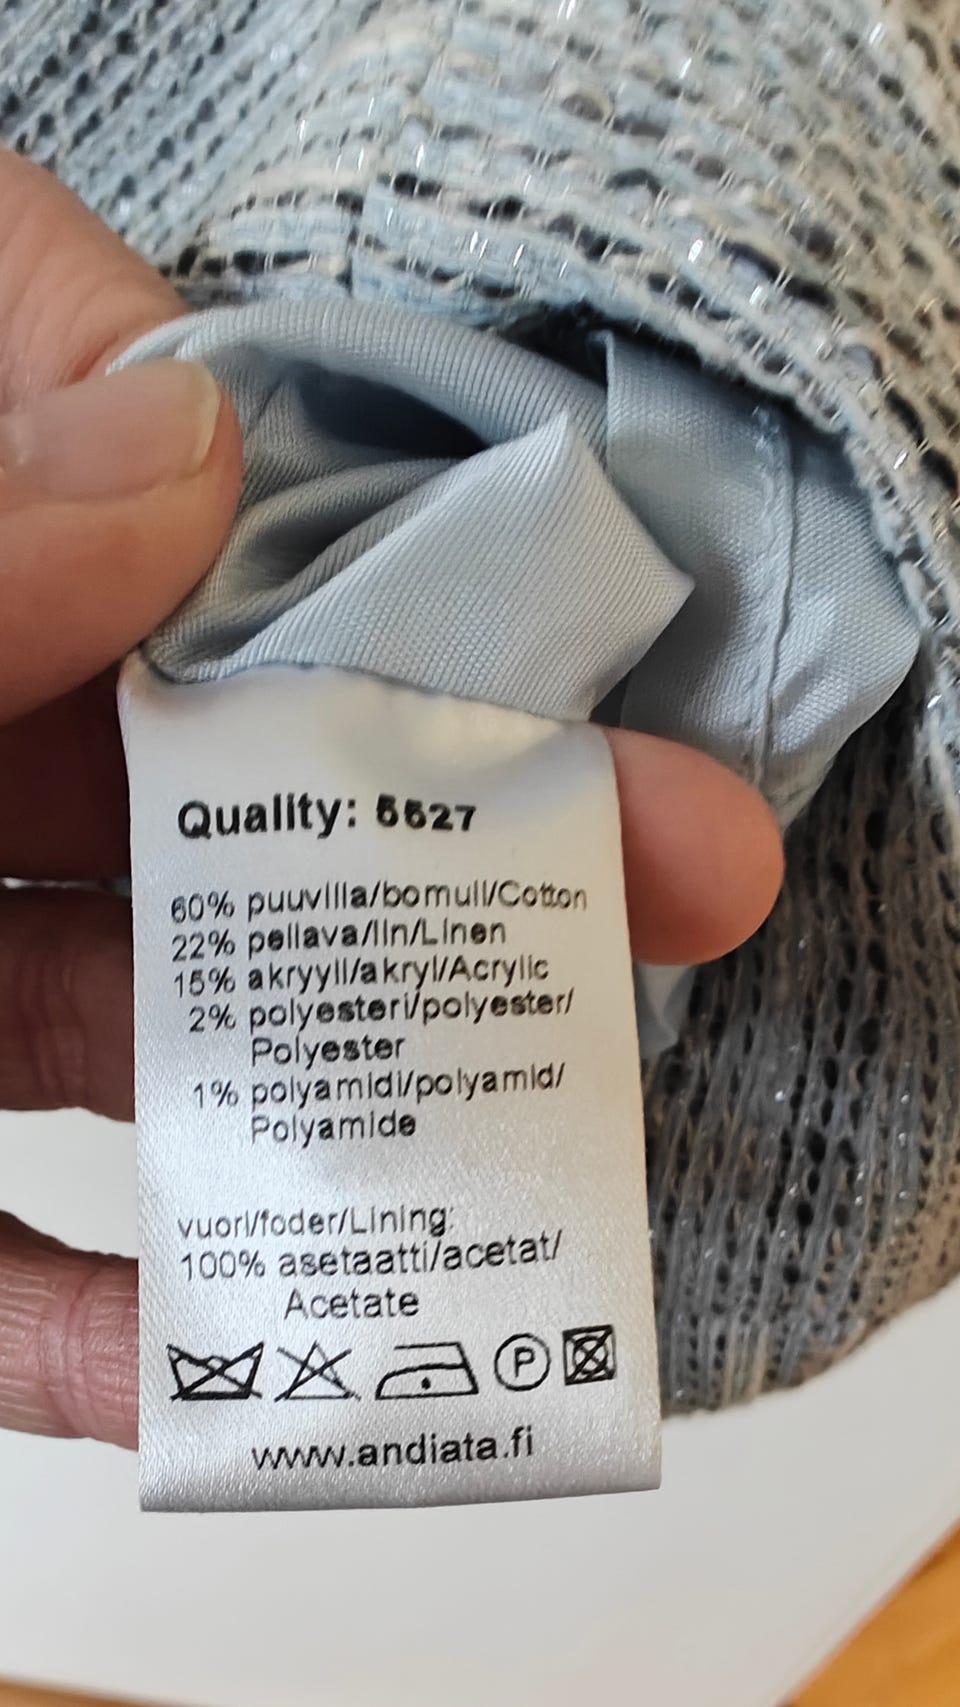 Quality: 5527
60% puuvilla/bomull/Cotton
22% pellava/lin/Linen
15% akryyli/akryl/Acrylic
2% polyesteri/polyester/
Polyester
1% polyamidi/polyamid/
Polyamide
vuori/foder/Lining:
100% asetaatti/acetat/
Acetate
P
www.andiata.fi